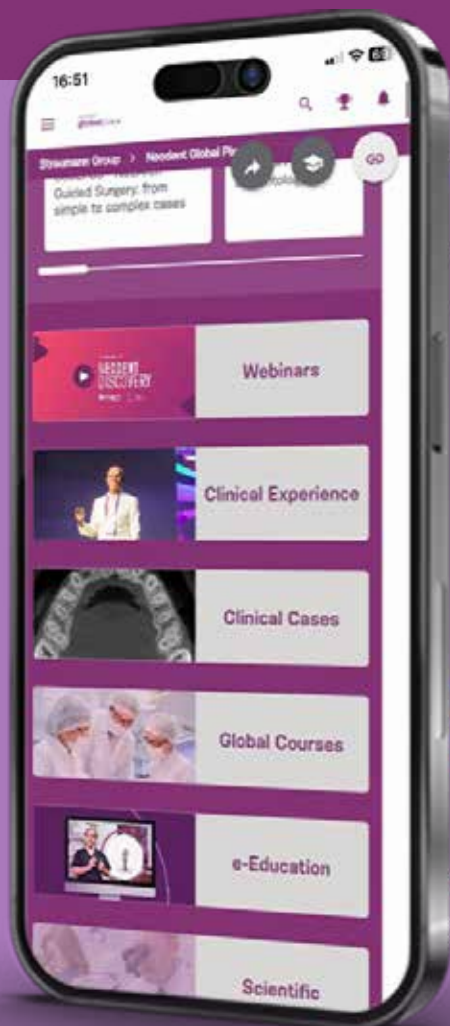 16:51
Straumann Group > Neodent Global
Guided Surgery: from
simple to complex cases
NEODENT
DISCOVERY
Webinars
Clinical Experience
Clinical Cases
Global Courses
e-Education
Scientific